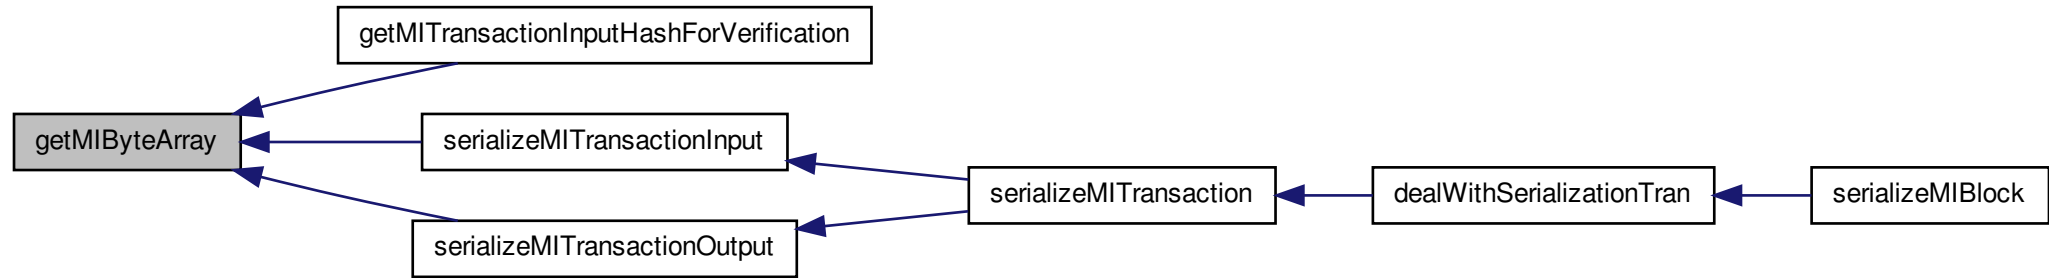 getMITransactionInputHashForVerification
getMIByteArray
serializeMITransactionInput
serializeMITransaction
dealWithSerializationTran
serializeMIBlock
serializeMITransactionOutput